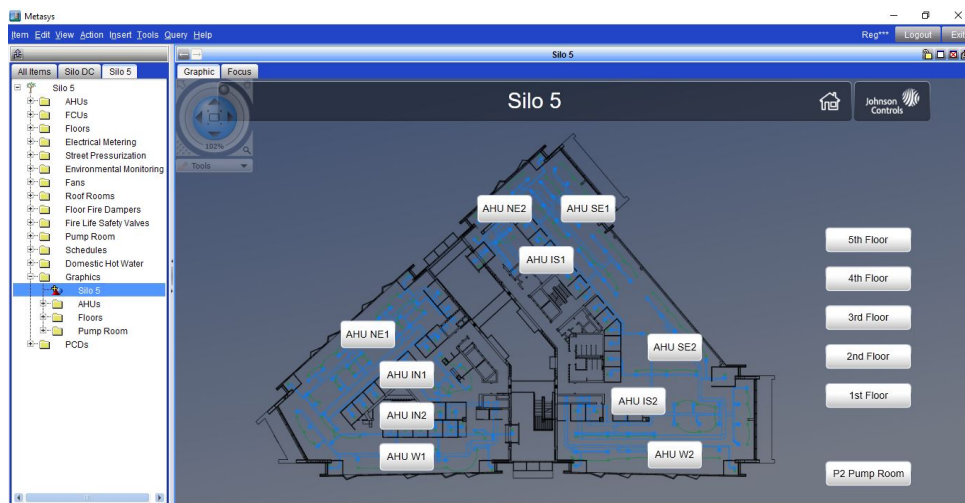 Metasys
Item Edit View Action Insert Tools Query Help
Reg*** Logout Exit
Silo 5
All Items Silo DC Silo 5
Graphic Focus
Silo 5
AHUs
FCUs
Floors
Electrical Metering
Street Pressurization
Environmental Monitoring
Fans
Roof Rooms
Floor Fire Dampers
Fire Life Safety Valves
Pump Room
Schedules
Domestic Hot Water
Graphics
Silo 5
AHUs
Floors
Pump Room
PCDs
Silo 5
Johnson
Controls
102%
Tools
AHU NE2
AHU SE1
AHU IS1
AHU NE1
AHU SE2
AHU IN1
AHU IS2
AHU IN2
AHU W1
AHU W2
5th Floor
4th Floor
3rd Floor
2nd Floor
1st Floor
P2 Pump Room